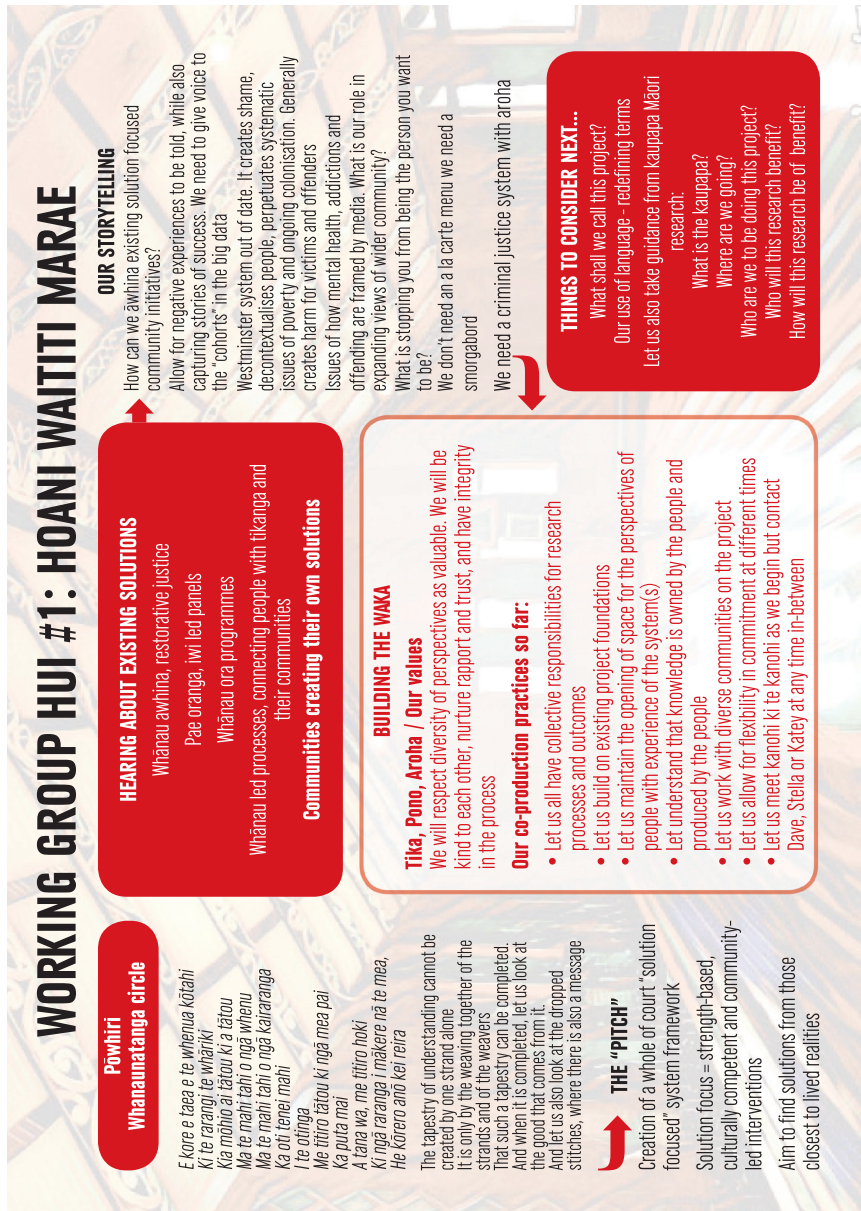 WORKING GROUP HUI #1: HOANI WAITITI MARAE
Pōwhiri
Whanaunatanga circle
E kore e taea e te whenua kōtahi
Ki te rarangi te whāriki
Kia mōhio ai tātou ki a tātou
Ma te mahi tahi o ngā whenu
Ma te mahi tahi o ngā kairaranga
Ka oti tenei mahi
I te otinga
Me titiro tātou ki ngā mea pai
Ka puta mai
A tana wa, me titiro hoki
Ki ngā raranga i mākere nā te mea,
He kōrero anō kei reira
The tapestry of understanding cannot be
created by one strand alone
It is only by the weaving together of the
strands and of the weavers
That such a tapestry can be completed.
And when it is completed, let us look at
the good that comes from it.
And let us also look at the dropped
stitches, where there is also a message
THE “PITCH”
Creation of a whole of court “solution
focused” system framework
Solution focus = strength-based,
culturally competent and community-
led interventions
Aim to find solutions from those
closest to lived realities
HEARING ABOUT EXISTING SOLUTIONS
Whānau awhina, restorative justice
Pae oranga, iwi led panels
Whānau ora programmes
Whānau led processes, connecting people with tikanga and
their communities
Communities creating their own solutions
BUILDING THE WAKA
Tika, Pono, Aroha / Our values
We will respect diversity of perspectives as valuable. We will be
kind to each other, nurture rapport and trust, and have integrity
in the process
Our co-production practices so far:
• Let us all have collective responsibilities for research
processes and outcomes
• Let us build on existing project foundations
• Let us maintain the opening of space for the perspectives of
people with experience of the system(s)
• Let understand that knowledge is owned by the people and
produced by the people
• Let us work with diverse communities on the project
• Let us allow for flexibility in commitment at different times
• Let us meet kanohi ki te kanohi as we begin but contact
Dave, Stella or Katey at any time in-between
OUR STORYTELLING
How can we āwhina existing solution focused
community initiatives?
Allow for negative experiences to be told, while also
capturing stories of success. We need to give voice to
the “cohorts” in the big data
Westminster system out of date. It creates shame,
decontextualises people, perpetuates systematic
issues of poverty and ongoing colonisation. Generally
creates harm for victims and offenders
Issues of how mental health, addictions and
offending are framed by media. What is our role in
expanding views of wider community?
What is stopping you from being the person you want
to be?
We don’t need an a la carte menu we need a
smorgabord
We need a criminal justice system with aroha
THINGS TO CONSIDER NEXT...
What shall we call this project?
Our use of language - redefining terms
Let us also take guidance from kaupapa Māori
research:
What is the kaupapa?
Where are we going?
Who are we to be doing this project?
Who will this research benefit?
How will this research be of benefit?